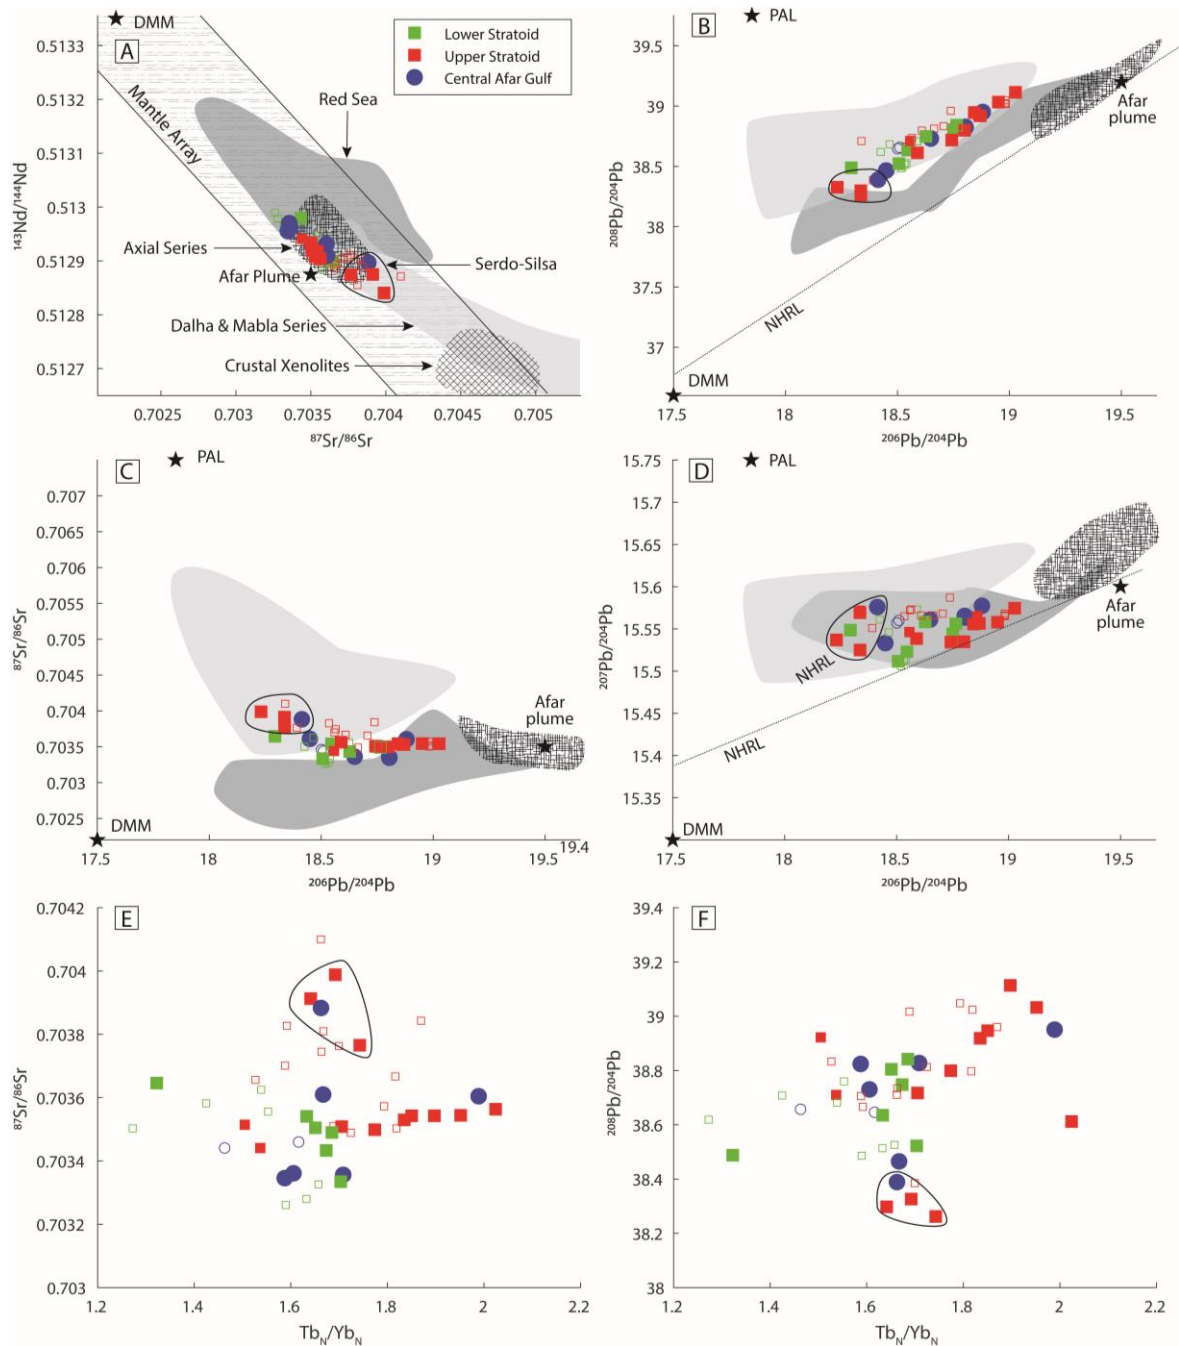 A
DMM
Lower Stratoid
Upper Stratoid
Central Afar Gulf
Red Sea
Mantle Array
Axial Series
Afar Plume
Serdo-Silsa
Dalha & Mabla Series
Crustal Xenolites
0.5133
0.5132
0.5131
0.513
0.5129
0.5128
0.5127
¹⁴³Nd/¹⁴⁴Nd
0.7025
0.703
0.7035
0.704
0.7045
0.705
⁸⁷Sr/⁸⁶Sr
B
PAL
Afar
plume
NHRL
DMM
39.5
39
38.5
38
37.5
37
²⁰⁸Pb/²⁰⁴Pb
17.5
18
18.5
19
19.5
²⁰⁶Pb/²⁰⁴Pb
C
PAL
Afar
plume
DMM
0.707
0.7065
0.706
0.7055
0.705
0.7045
0.704
0.7035
0.703
0.7025
⁸⁷Sr/⁸⁶Sr
17.5
18
18.5
19
19.5
19.4
²⁰⁶Pb/²⁰⁴Pb
D
PAL
Afar
plume
NHRL
NHRL
DMM
15.75
15.7
15.65
15.6
15.55
15.5
15.45
15.4
15.35
²⁰⁷Pb/²⁰⁴Pb
17.5
18
18.5
19
19.5
²⁰⁶Pb/²⁰⁴Pb
E
0.7042
0.704
0.7038
0.7036
0.7034
0.7032
0.703
⁸⁷Sr/⁸⁶Sr
1.2
1.4
1.6
1.8
2
2.2
Tb_N/Yb_N
F
39.4
39.2
39
38.8
38.6
38.4
38.2
38
²⁰⁸Pb/²⁰⁴Pb
1.2
1.4
1.6
1.8
2
2.2
Tb_N/Yb_N